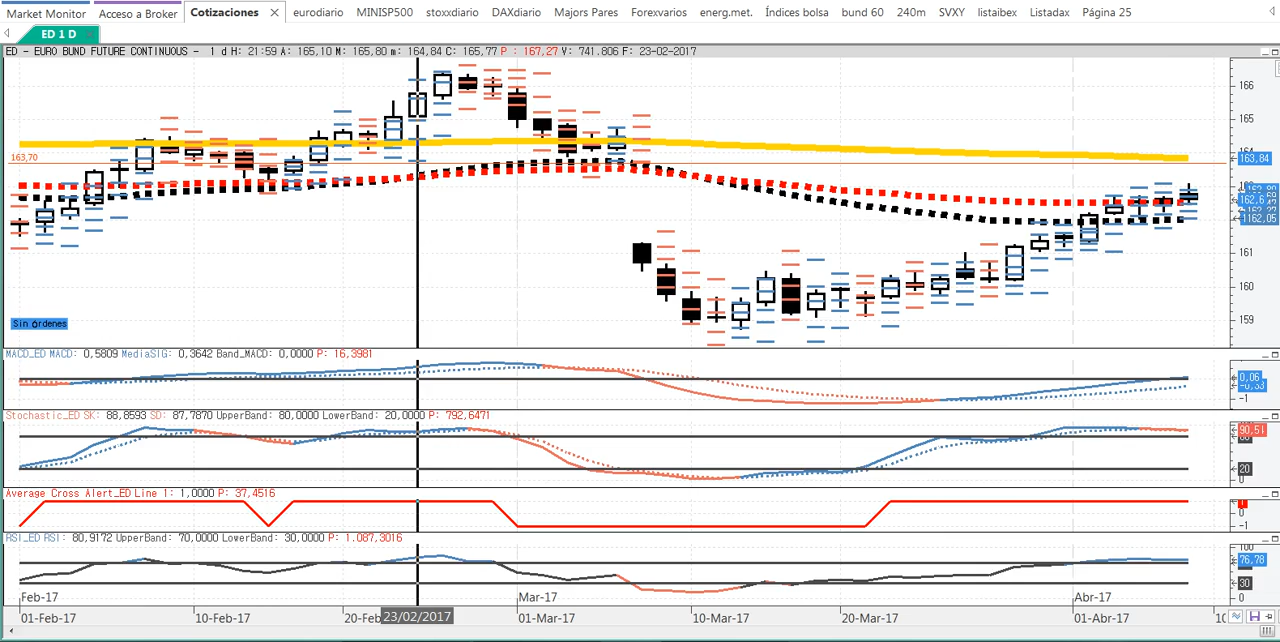 Market Monitor Acceso a Broker Cotizaciones ✕ eurodiario MINISP500 stoxxdiario DAXdiario Majors Pares Forexvarios energ.met. Índices bolsa bund 60 240m SVXY listaibex Listadax Página 25
ED 1 D
ED - EURO BUND FUTURE CONTINUOUS - 1 d H: 21:59 A: 165,10 M: 165,80 m: 164,84 C: 165,77 P : 167,27 V: 741.806 F: 23-02-2017
166
165
164
163,70
163,84
162,05
161
160
159
Sin órdenes
MACD_ED MACD: 0,5809 MediaSIG: 0,3642 Band_MACD: 0,0000 P: 16,3981
0,06
-0,33
-1
Stochastic_ED SK: 88,8593 SD: 87,7870 UpperBand: 80,0000 LowerBand: 20,0000 P: 792,6471
90,51
20
0
Average Cross Alert_ED Line 1: 1,0000 P: 37,4516
0
-1
RSI_ED RSI: 80,9172 UpperBand: 70,0000 LowerBand: 30,0000 P: 1.087,3016
100
76,78
30
0
Feb-17 Mar-17 Abr-17
01-Feb-17 10-Feb-17 20-Feb 23/02/2017 01-Mar-17 10-Mar-17 20-Mar-17 01-Abr-17